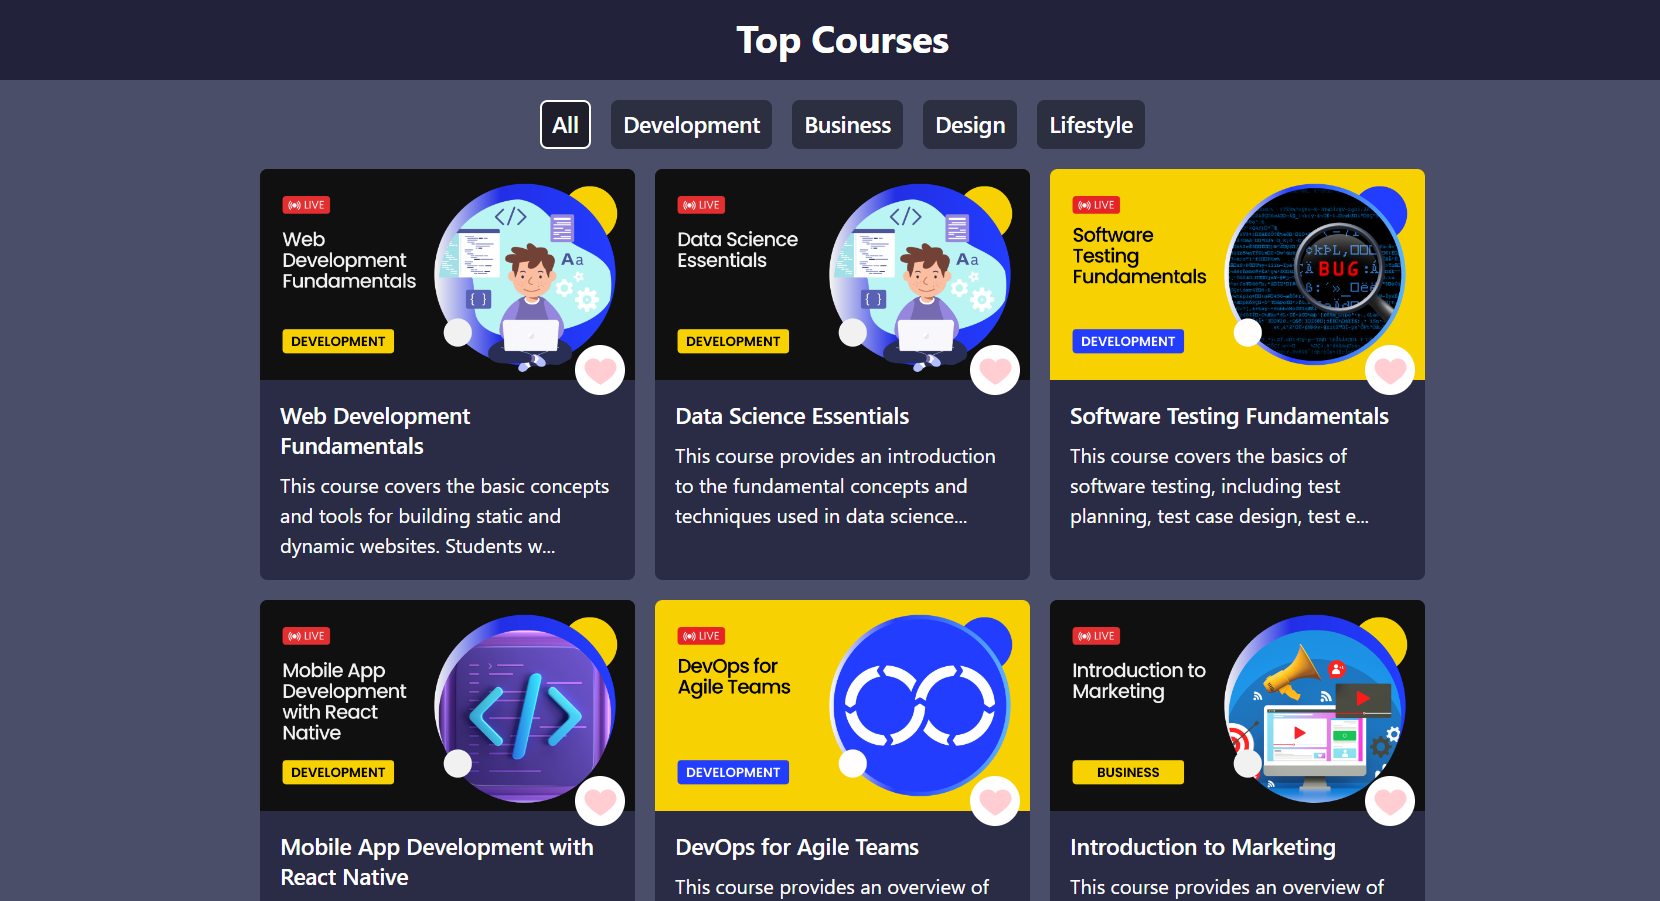 Top Courses
All
Development
Business
Design
Lifestyle
LIVE
Web
Development
Fundamentals
</>
Aa
{ }
DEVELOPMENT
Web Development
Fundamentals
This course covers the basic concepts
and tools for building static and
dynamic websites. Students w...
LIVE
Data Science
Essentials
</>
Aa
{ }
DEVELOPMENT
Data Science Essentials
This course provides an introduction
to the fundamental concepts and
techniques used in data science...
LIVE
Software
Testing
Fundamentals
BUG
DEVELOPMENT
Software Testing Fundamentals
This course covers the basics of
software testing, including test
planning, test case design, test e...
LIVE
Mobile App
Development
with React
Native
</>
DEVELOPMENT
Mobile App Development with
React Native
LIVE
DevOps for
Agile Teams
DEVELOPMENT
DevOps for Agile Teams
This course provides an overview of
LIVE
Introduction to
Marketing
BUSINESS
Introduction to Marketing
This course provides an overview of